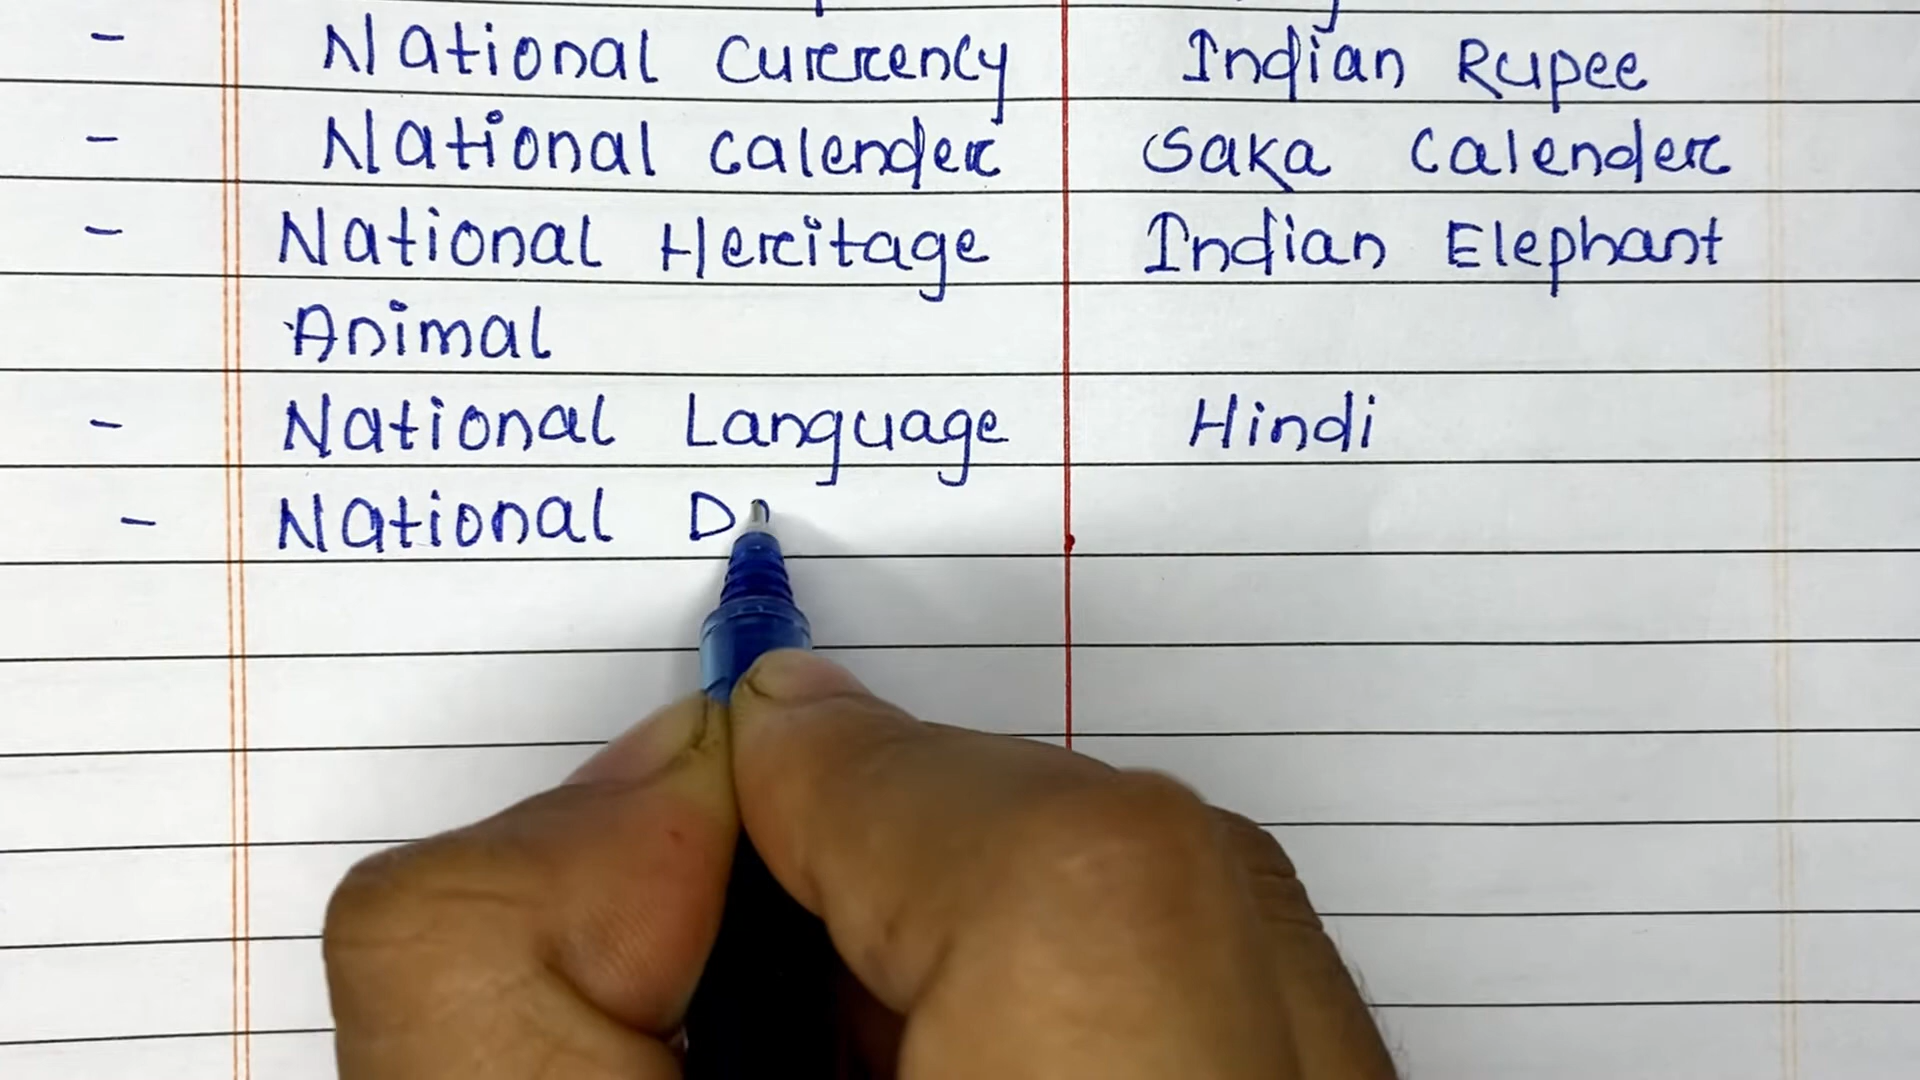 - National Currency Indian Rupee
- National Calender Saka Calender
- National Heritage Indian Elephant
Animal
- National Language Hindi
- National D